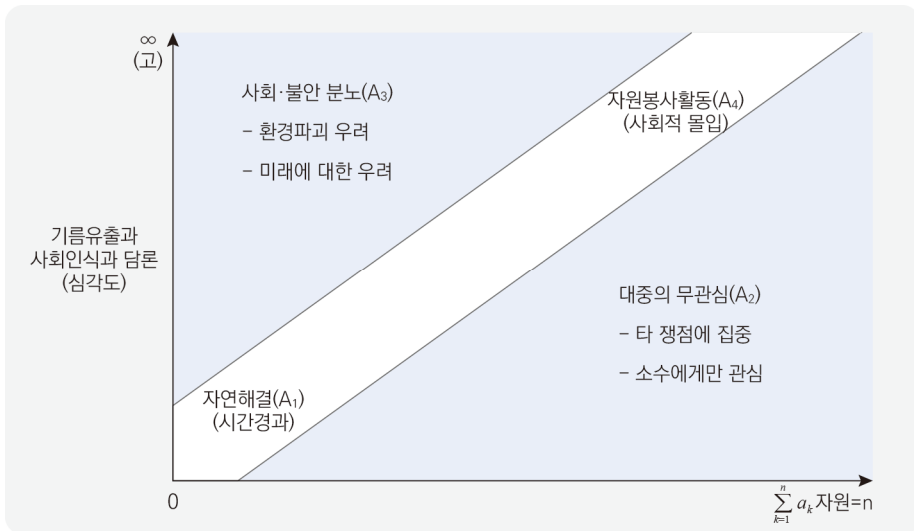 ∞
(고)
사회·불안 분노(A₃)
– 환경파괴 우려
– 미래에 대한 우려
자원봉사활동(A₄)
(사회적 몰입)
기름유출과
사회인식과 담론
(심각도)
대중의 무관심(A₂)
– 타 쟁점에 집중
– 소수에게만 관심
자연해결(A₁)
(시간경과)
0
n
∑ aₖ자원=n
k=1